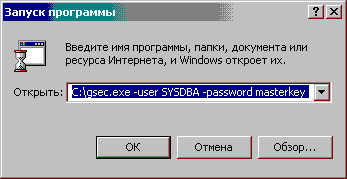 Запуск программы
Введите имя программы, папки, документа или
ресурса Интернета, и Windows откроет их.
Открыть:
C:\gsec.exe -user SYSDBA -password masterkey
OK
Отмена
Обзор...